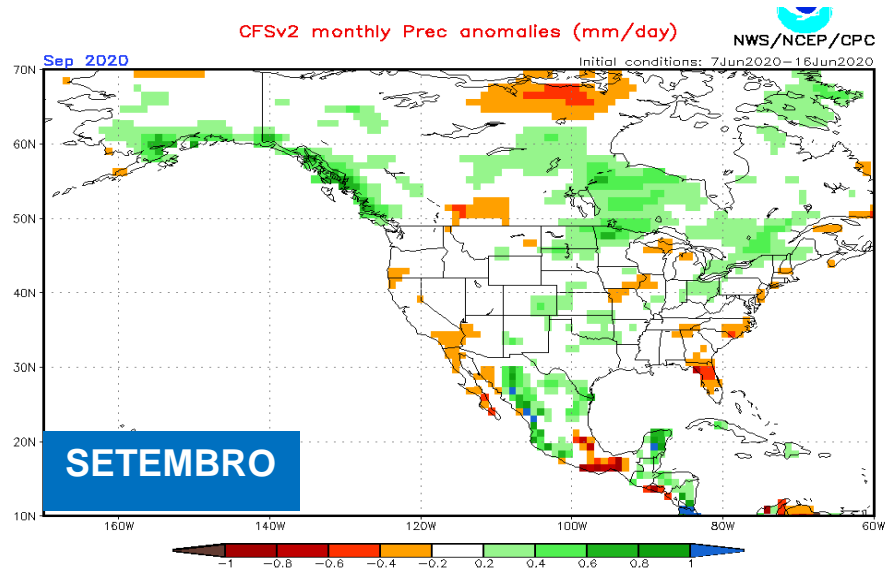 CFSv2 monthly Prec anomalies (mm/day)
NWS/NCEP/CPC
Sep 2020
Initial conditions: 7Jun2020-16Jun2020
70N
60N
50N
40N
30N
20N
10N
SETEMBRO
160W 140W 120W 100W 80W 60W
-1 -0.8 -0.6 -0.4 -0.2 0.2 0.4 0.6 0.8 1